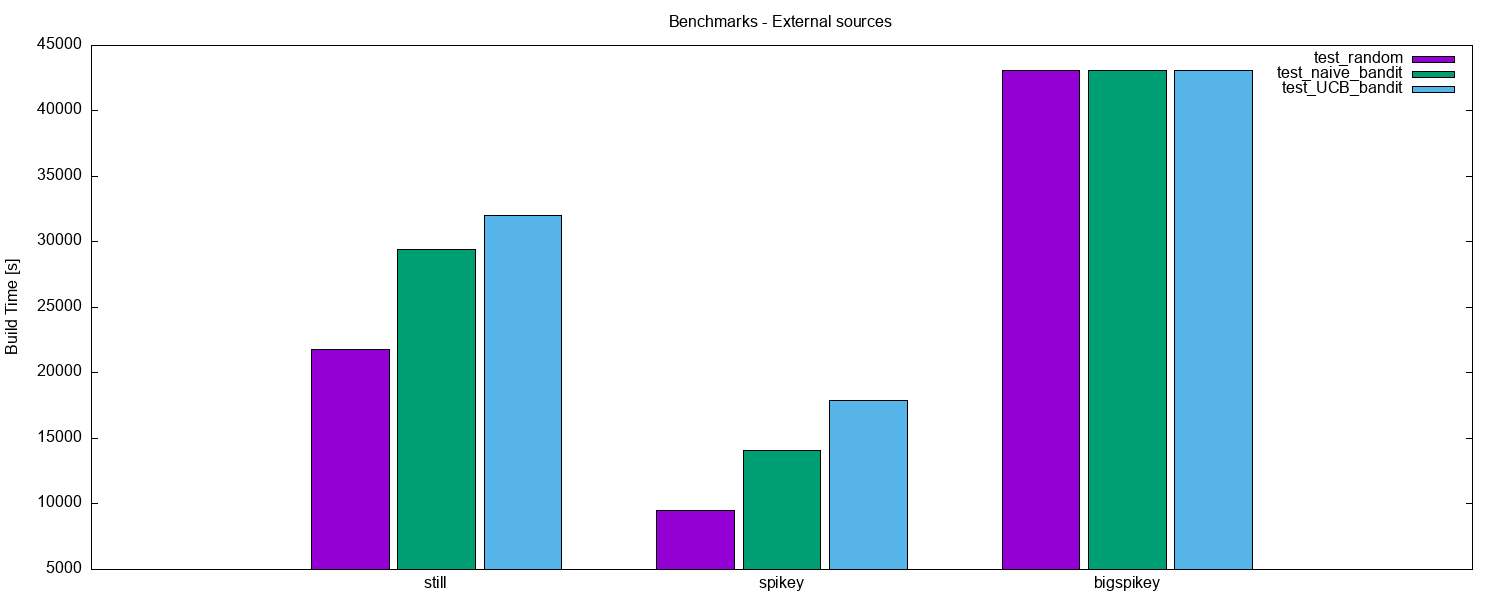 Benchmarks - External sources
45000
40000
35000
30000
25000
20000
15000
10000
5000
Build Time [s]
test_random
test_naive_bandit
test_UCB_bandit
still
spikey
bigspikey